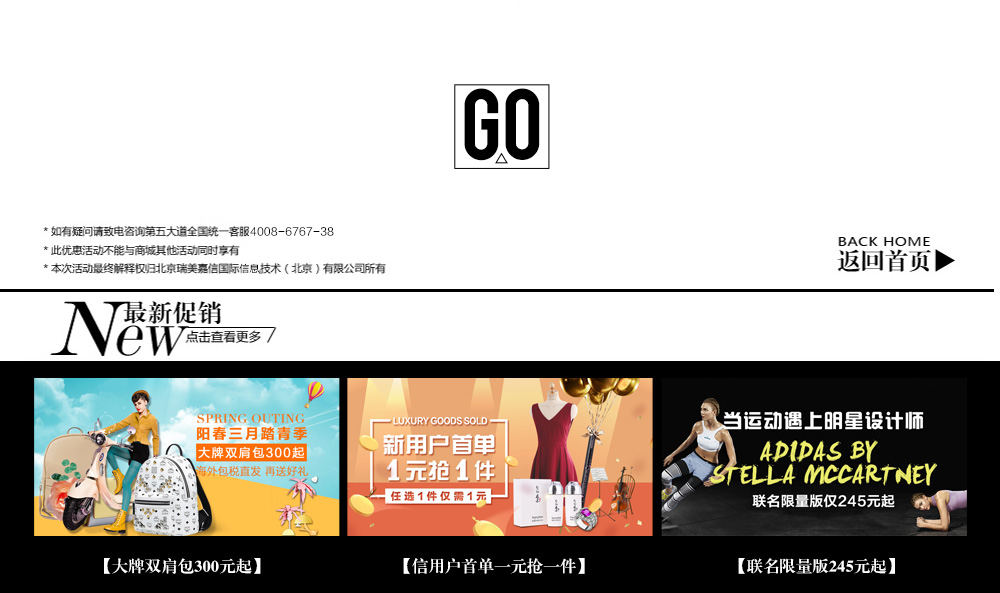 GO
* 如有疑问请致电咨询第五大道全国统一客服4008-6767-38
* 此优惠活动不能与商城其他活动同时享有
* 本次活动最终解释权归北京瑞美嘉信国际信息技术（北京）有限公司所有
BACK HOME
返回首页
New
最新促销
点击查看更多
SPRING OUTING
阳春三月踏青季
大牌双肩包300起
海外包税直发 再送好礼
LUXURY GOODS SOLD
新用户首单
1元抢1件
任选1件仅需1元
当运动遇上明星设计师
ADIDAS BY
STELLA MCCARTNEY
联名限量版仅245元起
【大牌双肩包300元起】
【信用户首单一元抢一件】
【联名限量版245元起】